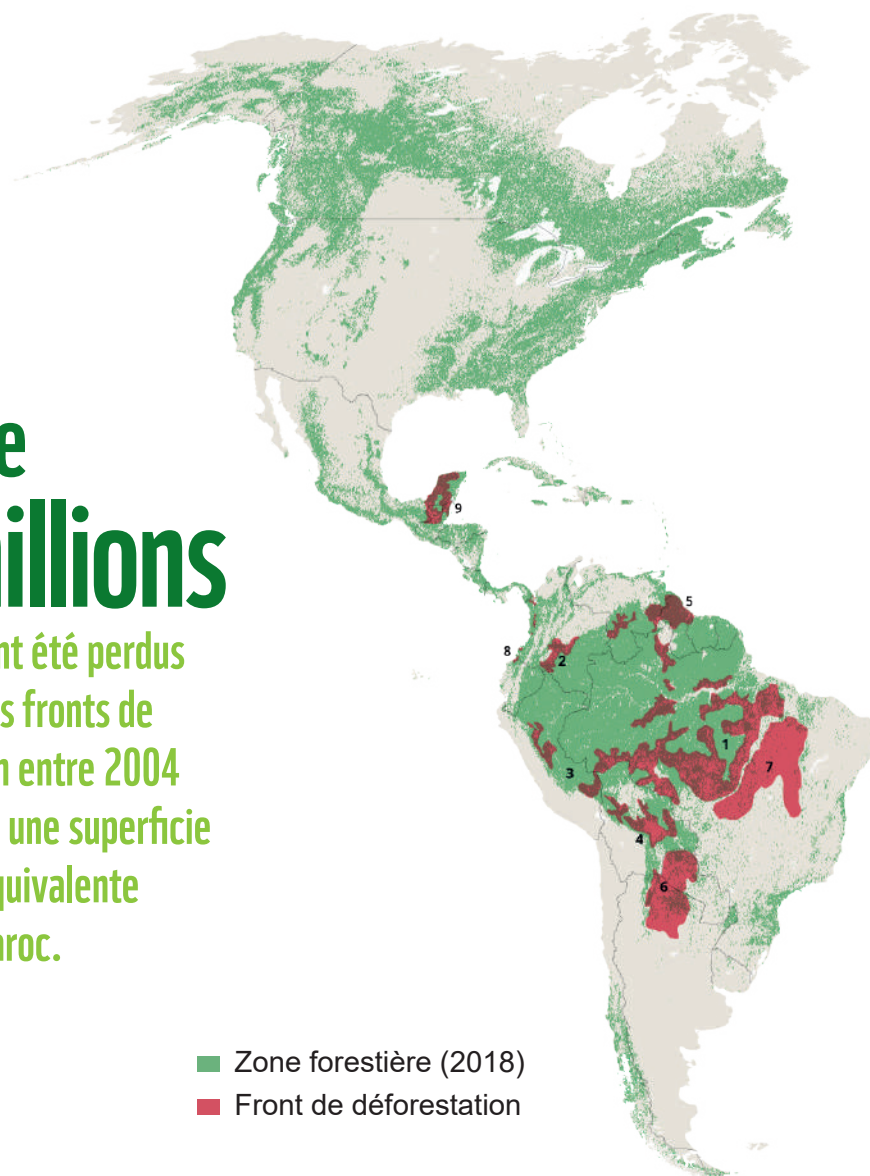 e
illions
nt été perdus
s fronts de
n entre 2004
une superficie
quivalente
roc.
9
5
8
2
1
7
3
4
6
Zone forestière (2018)
Front de déforestation